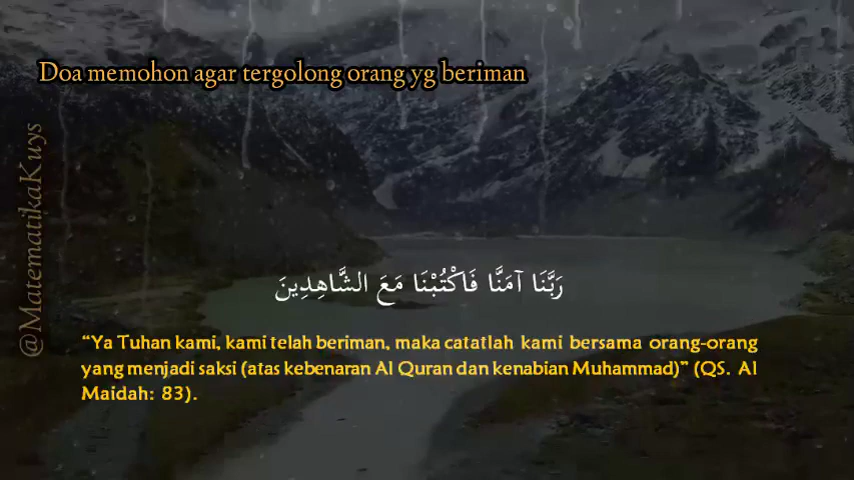 Doa memohon agar tergolong orang yg beriman
@MatematikaKuys
رَبَّنَا آمَنَّا فَاكْتُبْنَا مَعَ الشَّاهِدِينَ
“Ya Tuhan kami, kami telah beriman, maka catatlah kami bersama orang-orang
yang menjadi saksi (atas kebenaran Al Quran dan kenabian Muhammad)” (QS. Al
Maidah: 83).